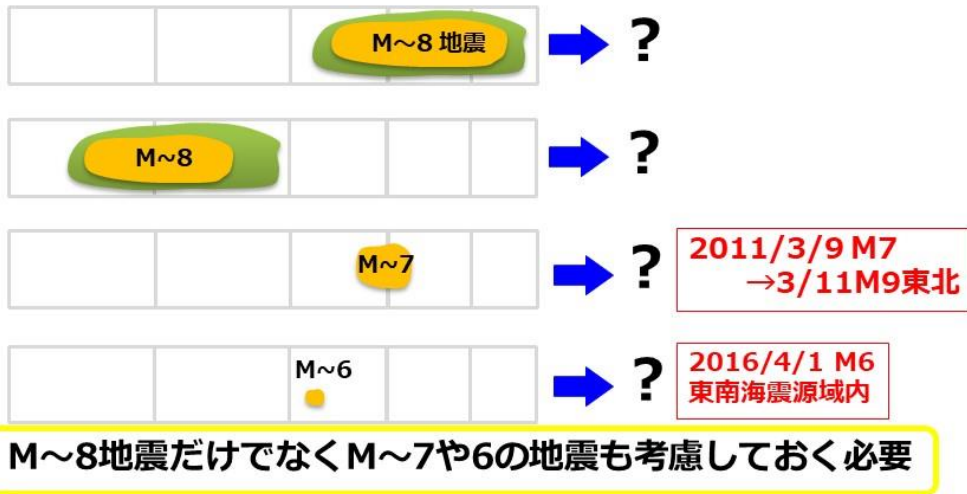 M～8 地震
?
M~8
?
M~7
?
2011/3/9 M7
→3/11M9東北
M~6
?
2016/4/1 M6
東南海震源域内
M～8地震だけでなくM～7や6の地震も考慮しておく必要